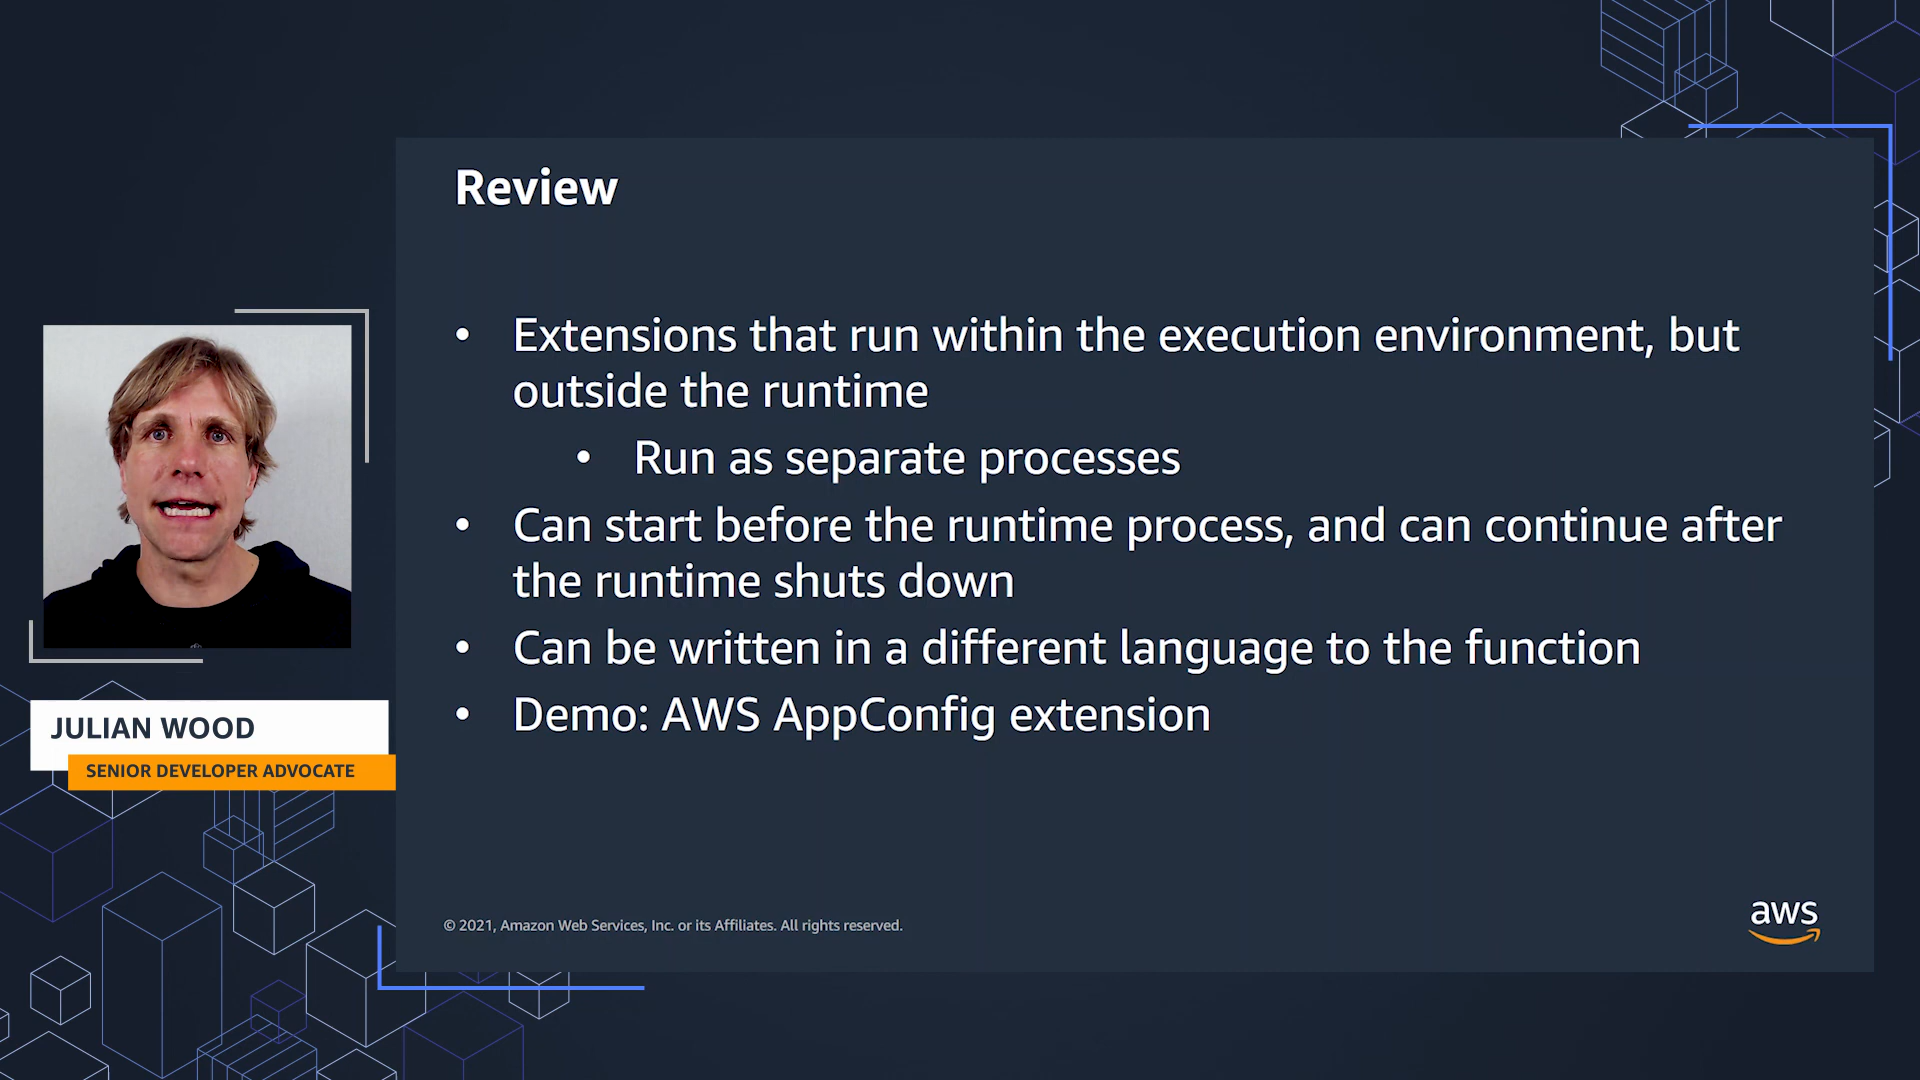 Review
• Extensions that run within the execution environment, but
outside the runtime
• Run as separate processes
• Can start before the runtime process, and can continue after
the runtime shuts down
• Can be written in a different language to the function
• Demo: AWS AppConfig extension
JULIAN WOOD
SENIOR DEVELOPER ADVOCATE
© 2021, Amazon Web Services, Inc. or its Affiliates. All rights reserved.
aws